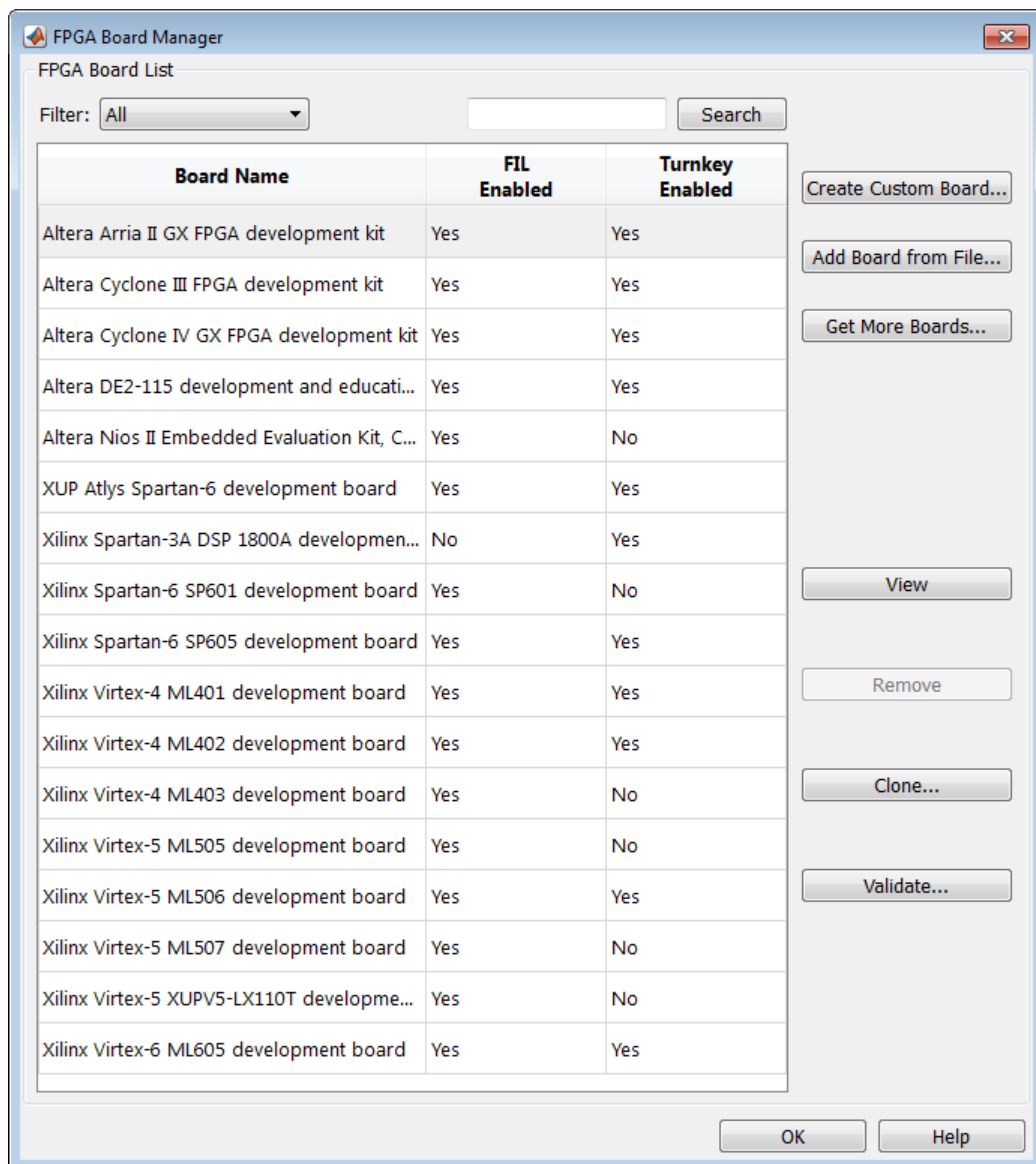 FPGA Board Manager
FPGA Board List
Filter: All Search
Board Name FIL Enabled Turnkey Enabled
Altera Arria II GX FPGA development kit Yes Yes
Altera Cyclone III FPGA development kit Yes Yes
Altera Cyclone IV GX FPGA development kit Yes Yes
Altera DE2-115 development and educati... Yes Yes
Altera Nios II Embedded Evaluation Kit, C... Yes No
XUP Atlys Spartan-6 development board Yes Yes
Xilinx Spartan-3A DSP 1800A developmen... No Yes
Xilinx Spartan-6 SP601 development board Yes No
Xilinx Spartan-6 SP605 development board Yes Yes
Xilinx Virtex-4 ML401 development board Yes Yes
Xilinx Virtex-4 ML402 development board Yes Yes
Xilinx Virtex-4 ML403 development board Yes No
Xilinx Virtex-5 ML505 development board Yes No
Xilinx Virtex-5 ML506 development board Yes Yes
Xilinx Virtex-5 ML507 development board Yes No
Xilinx Virtex-5 XUPV5-LX110T developme... Yes No
Xilinx Virtex-6 ML605 development board Yes Yes
Create Custom Board...
Add Board from File...
Get More Boards...
View
Remove
Clone...
Validate...
OK Help